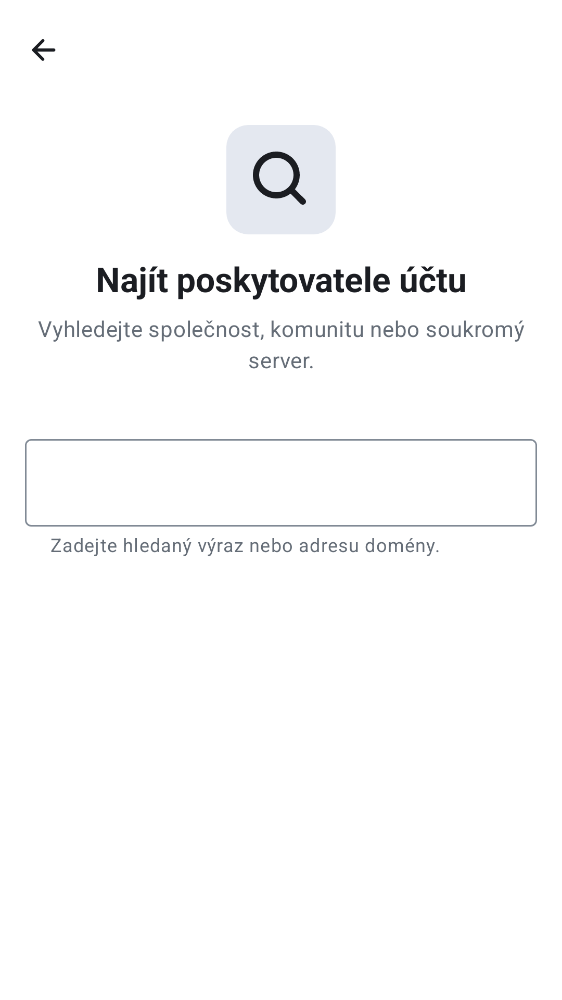 Najít poskytovatele účtu
Vyhledejte společnost, komunitu nebo soukromý
server.
Zadejte hledaný výraz nebo adresu domény.